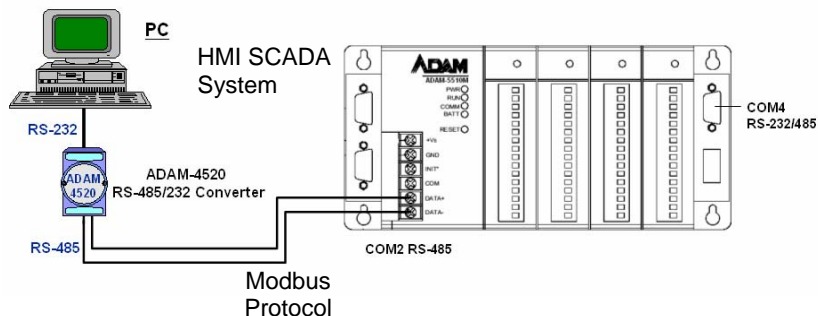 PC
HMI SCADA
System
RS-232
ADAM
4520
ADAM-4520
RS-485/232 Converter
RS-485
Modbus
Protocol
ADAM
ADAM-5510M
PWR
RUN
COMM
BATT
RESET
+Vs
GND
INIT*
COM
DATA+
DATA-
COM2 RS-485
COM4
RS-232/485